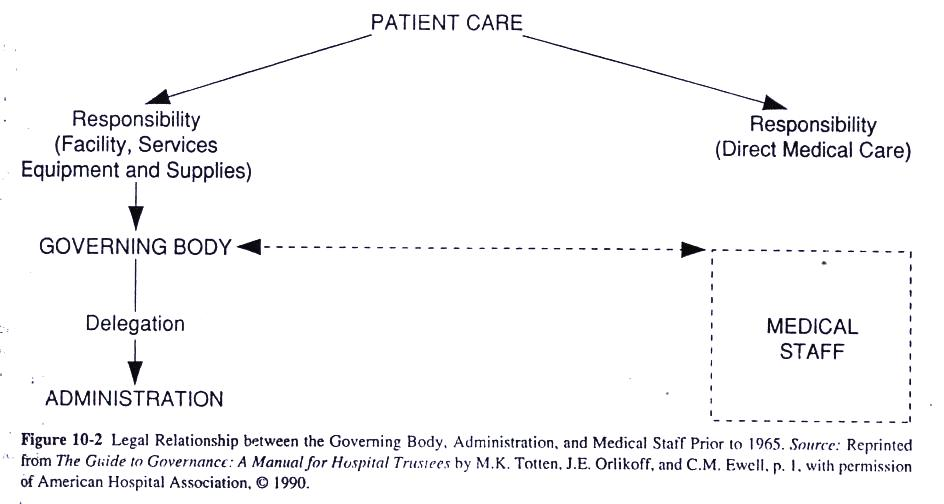 PATIENT CARE
Responsibility
(Facility, Services
Equipment and Supplies)
Responsibility
(Direct Medical Care)
GOVERNING BODY
Delegation
ADMINISTRATION
MEDICAL
STAFF
Figure 10-2 Legal Relationship between the Governing Body, Administration, and Medical Staff Prior to 1965. Source: Reprinted
from The Guide to Governance: A Manual for Hospital Trustees by M.K. Totten, J.E. Orlikoff, and C.M. Ewell, p. 1, with permission
of American Hospital Association, © 1990.